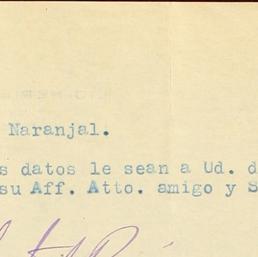 Naranjal.
s datos le sean a Ud. d
su Aff. Atto. amigo y S